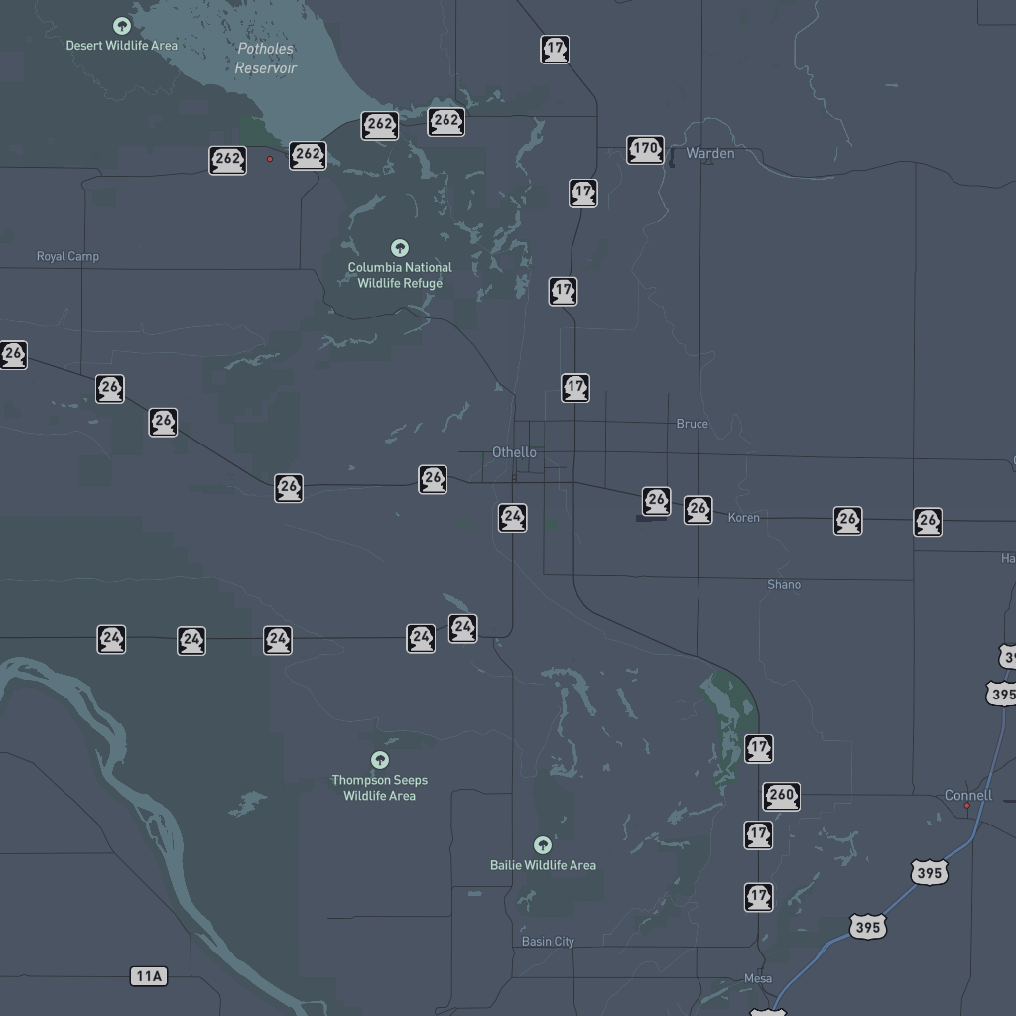 Desert Wildlife Area
Potholes
Reservoir
17
262
262
262
262
170
Warden
17
Royal Camp
Columbia National
Wildlife Refuge
17
26
26
17
26
Bruce
Othello
26
26
26
26
24
Koren
26
26
Ha
Shano
24
24
24
24
24
39
395
17
Thompson Seeps
Wildlife Area
260
Connell
17
Bailie Wildlife Area
395
17
395
Basin City
11A
Mesa